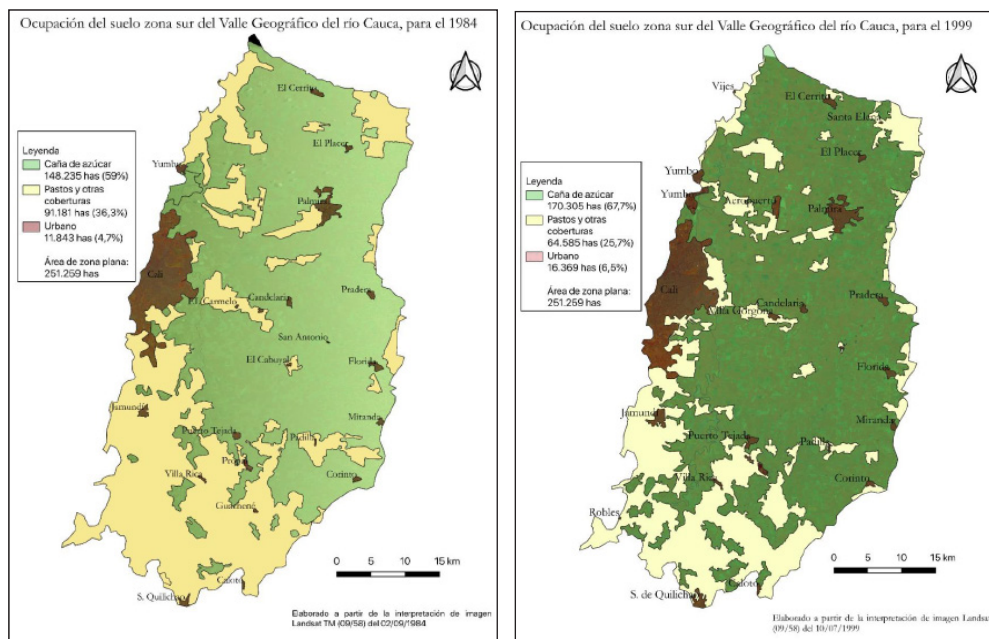 Ocupación del suelo zona sur del Valle Geográfico del río Cauca, para el 1984
El Cerrito
El Placer
Yumbo
Leyenda
Caña de azúcar
148.235 has (59%)
Pastos y otras
coberturas
91.181 has (36,3%)
Urbano
11.843 has (4,7%)
Área de zona plana:
251.259 has
Palmira
Cali
El Carmelo
Candelaria
Pradera
San Antonio
El Cabuyal
Florida
Jamundí
Miranda
Puerto Tejada
Padilla
Villa Rica
Corinto
Guachené
Caloto
S. Quilichao
0 5 10 15 km
Elaborado a partir de la interpretación de imagen
Landsat TM (09/58) del 02/09/1984
Ocupación del suelo zona sur del Valle Geográfico del río Cauca, para el 1999
Vijes
El Cerrito
Santa Elena
El Placer
Yumbo
Yumbo
Leyenda
Caña de azúcar
170.305 has (67,7%)
Pastos y otras
coberturas
64.585 has (25,7%)
Urbano
16.369 has (6,5%)
Área de zona plana:
251.259 has
Aeropuerto
Palmira
Cali
Pradera
Candelaria
Villa Gorgona
Florida
Jamundí
Miranda
Puerto Tejada
Padilla
Villa Rica
Corinto
Robles
Caloto
S. de Quilichao
0 5 10 15 km
Elaborado a partir de la interpretación de imagen Landsat
(09/58) del 10/07/1999